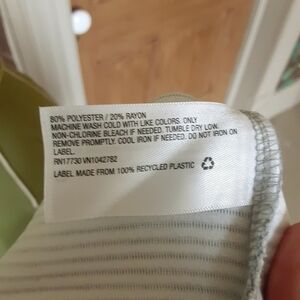 80% POLYESTER / 20% RAYON
MACHINE WASH COLD WITH LIKE COLORS. ONLY
NON-CHLORINE BLEACH IF NEEDED. TUMBLE DRY LOW.
REMOVE PROMPTLY. COOL IRON IF NEEDED. DO NOT IRON ON
LABEL.
RN17730 VN1042782
LABEL MADE FROM 100% RECYCLED PLASTIC